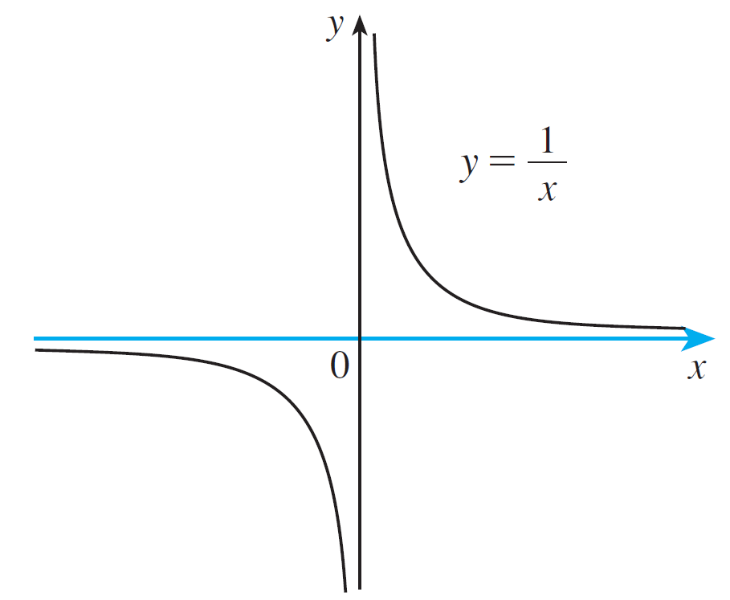 y
y = 1/x
0
x